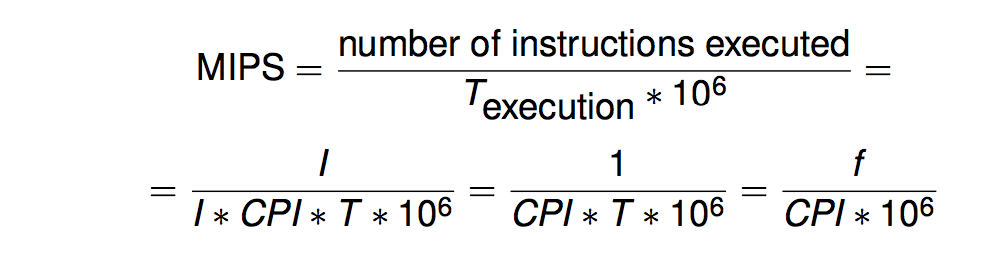 MIPS = number of instructions executed / T_execution * 10^6 =
= I / I * CPI * T * 10^6 = 1 / CPI * T * 10^6 = f / CPI * 10^6